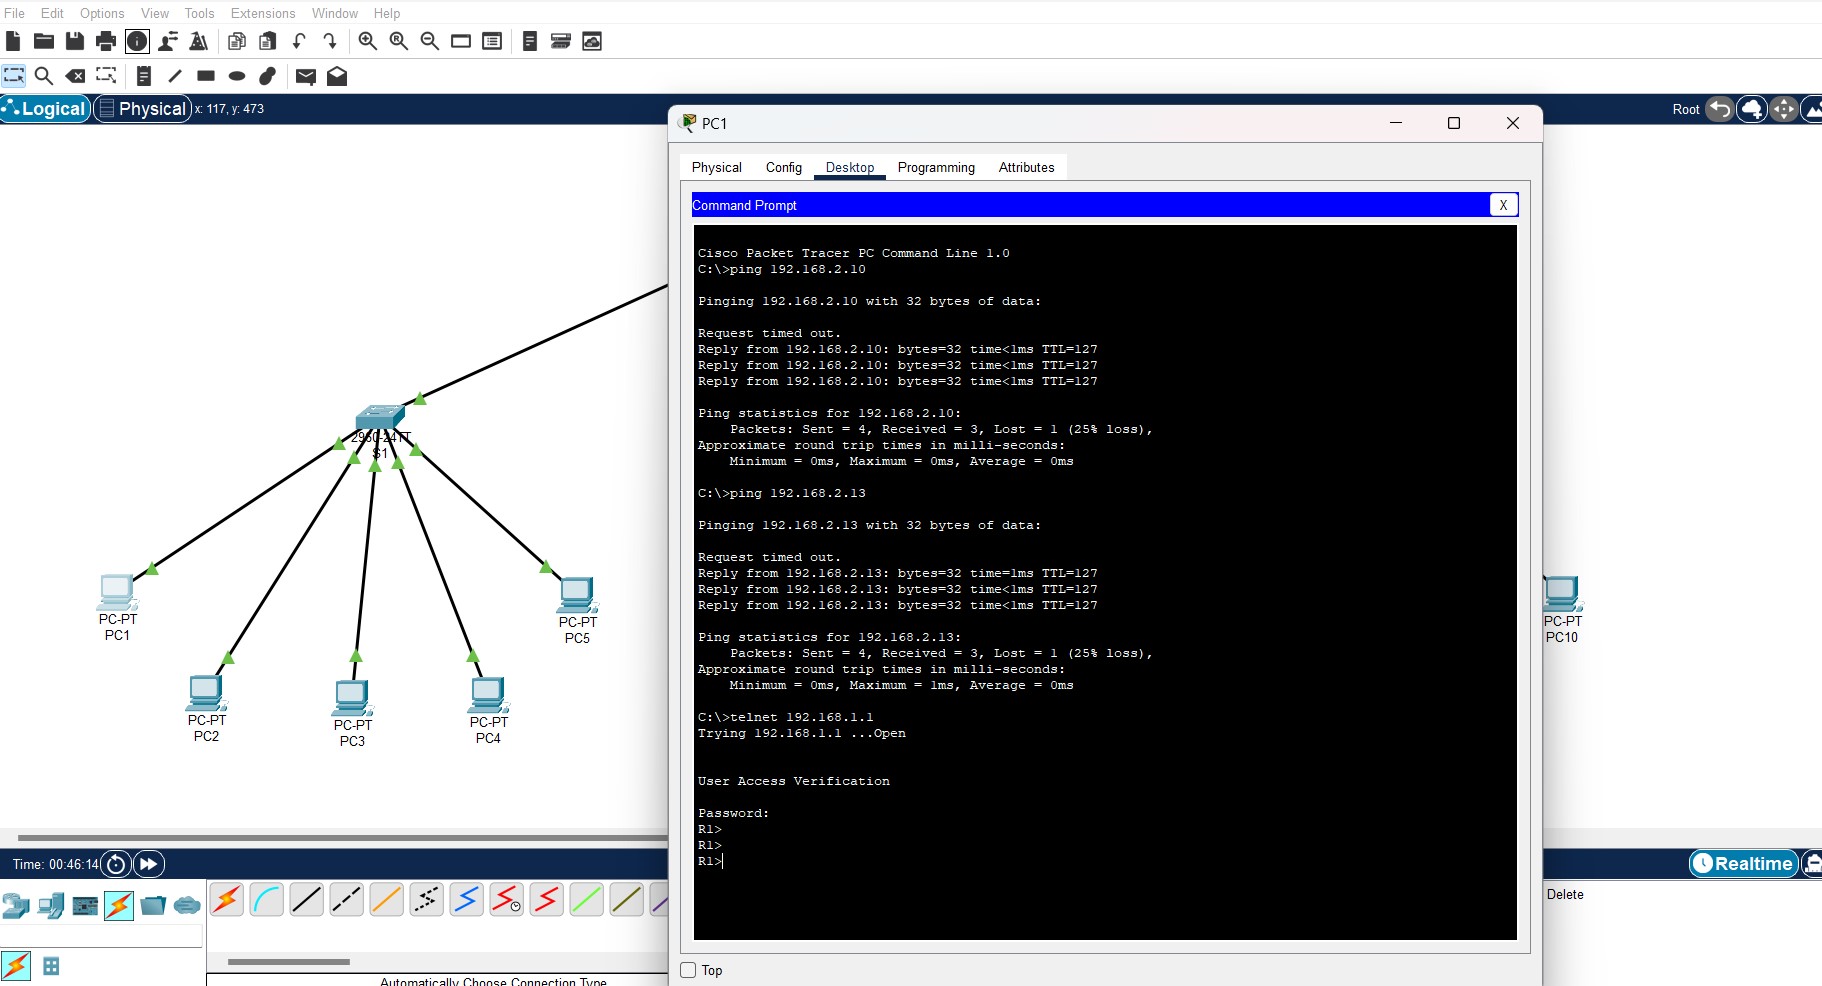 File Edit Options View Tools Extensions Window Help
Logical Physical x: 117, y: 473
Root
2950-24TT
S1
PC-PT
PC1
PC-PT
PC5
PC-PT
PC2
PC-PT
PC3
PC-PT
PC4
PC-PT
PC10
PC1
Physical Config Desktop Programming Attributes
Command Prompt X
Cisco Packet Tracer PC Command Line 1.0
C:\>ping 192.168.2.10
Pinging 192.168.2.10 with 32 bytes of data:
Request timed out.
Reply from 192.168.2.10: bytes=32 time<1ms TTL=127
Reply from 192.168.2.10: bytes=32 time<1ms TTL=127
Reply from 192.168.2.10: bytes=32 time<1ms TTL=127
Ping statistics for 192.168.2.10:
Packets: Sent = 4, Received = 3, Lost = 1 (25% loss),
Approximate round trip times in milli-seconds:
Minimum = 0ms, Maximum = 0ms, Average = 0ms
C:\>ping 192.168.2.13
Pinging 192.168.2.13 with 32 bytes of data:
Request timed out.
Reply from 192.168.2.13: bytes=32 time=1ms TTL=127
Reply from 192.168.2.13: bytes=32 time<1ms TTL=127
Reply from 192.168.2.13: bytes=32 time<1ms TTL=127
Ping statistics for 192.168.2.13:
Packets: Sent = 4, Received = 3, Lost = 1 (25% loss),
Approximate round trip times in milli-seconds:
Minimum = 0ms, Maximum = 1ms, Average = 0ms
C:\>telnet 192.168.1.1
Trying 192.168.1.1 ...Open
User Access Verification
Password:
R1>
R1>
R1>
Top
Time: 00:46:14
Realtime
Delete
Automatically Choose Connection Type